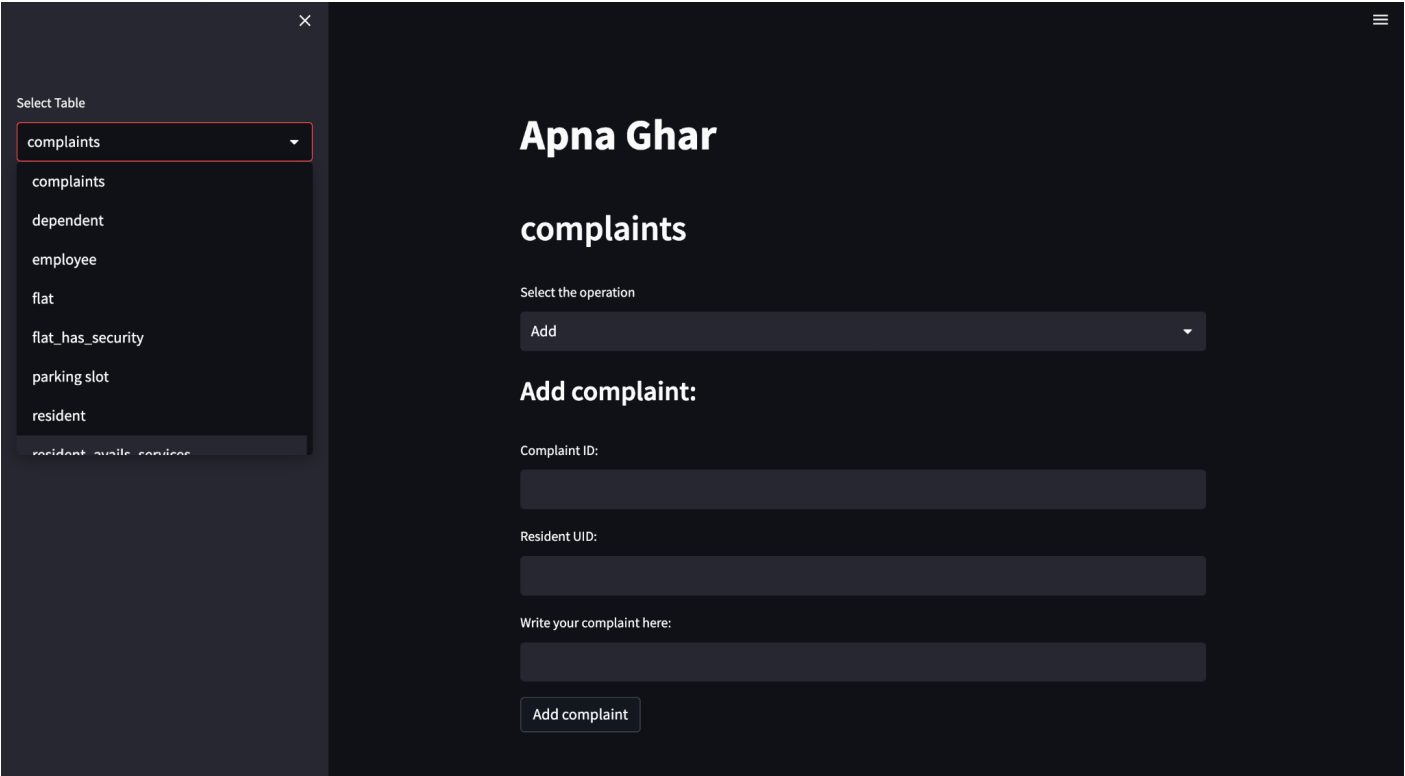 Select Table
complaints
complaints
dependent
employee
flat
flat_has_security
parking slot
resident
resident_avails_services
Apna Ghar
complaints
Select the operation
Add
Add complaint:
Complaint ID:
Resident UID:
Write your complaint here:
Add complaint